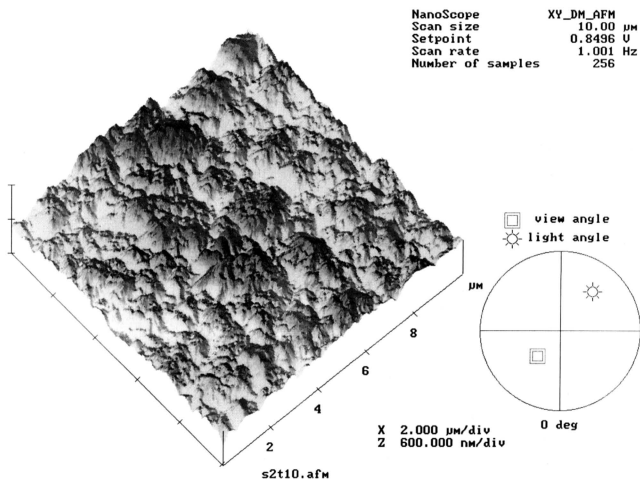 NanoScope XY_DM_AFM
Scan size 10.00 µm
Setpoint 0.8496 V
Scan rate 1.001 Hz
Number of samples 256
view angle
light angle
µm
8
6
4
2
0 deg
X 2.000 µm/div
Z 600.000 nm/div
s2t10.afm